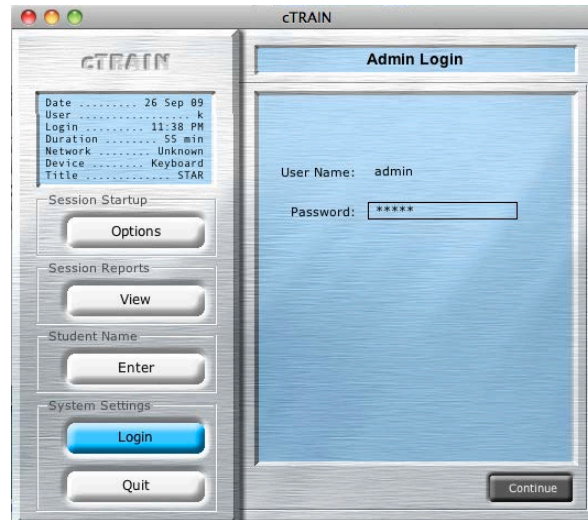 cTRAIN
cTRAIN
Admin Login
Date ......... 26 Sep 09
User ................ k
Login ......... 11:38 PM
Duration ........ 55 min
Network ....... Unknown
Device ....... Keyboard
Title ............. STAR
Session Startup
Options
Session Reports
View
Student Name
Enter
System Settings
Login
Quit
User Name: admin
Password: *****
Continue